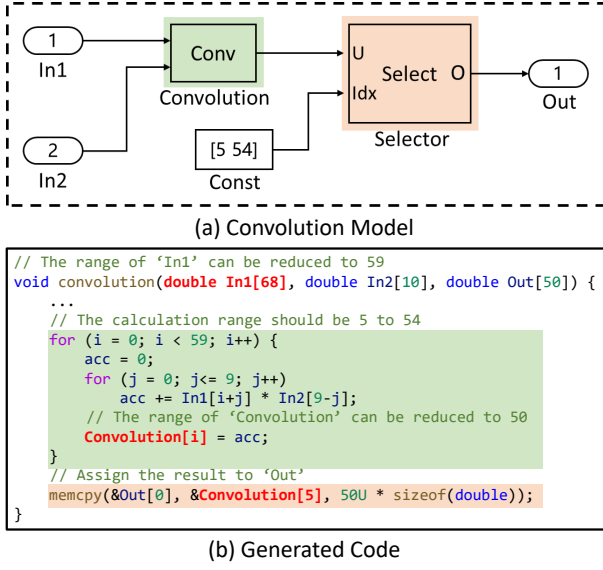 1
In1
2
In2
Conv
Convolution
[5 54]
Const
U
Idx
Select
O
Selector
1
Out
(a) Convolution Model
// The range of ‘In1’ can be reduced to 59
void convolution(double In1[68], double In2[10], double Out[50]) {
...
// The calculation range should be 5 to 54
for (i = 0; i < 59; i++) {
acc = 0;
for (j = 0; j<= 9; j++)
acc += In1[i+j] * In2[9-j];
// The range of ‘Convolution’ can be reduced to 50
Convolution[i] = acc;
}
// Assign the result to ‘Out’
memcpy(&Out[0], &Convolution[5], 50U * sizeof(double));
}
(b) Generated Code